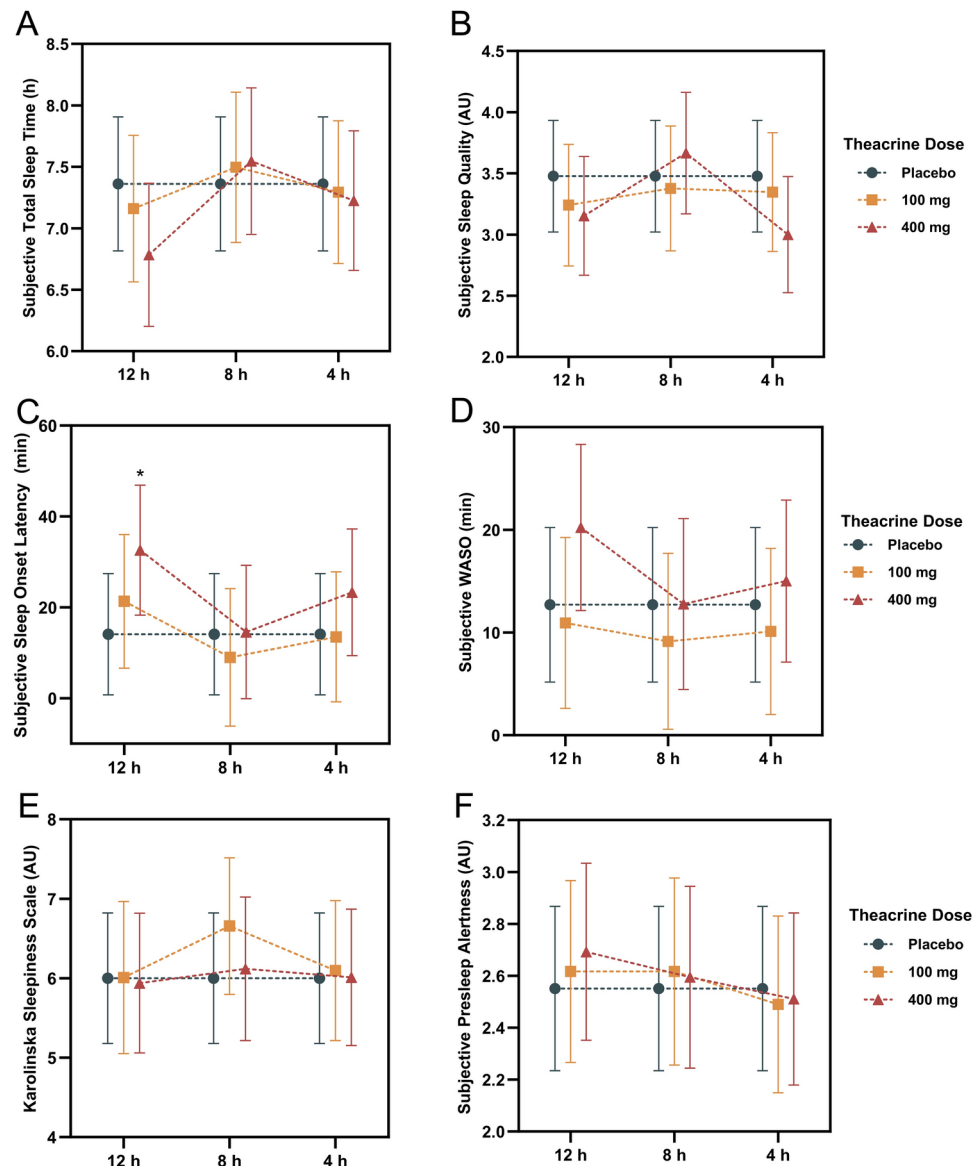 A
Subjective Total Sleep Time (h)
8.5
8.0
7.5
7.0
6.5
6.0
12 h 8 h 4 h
B
Subjective Sleep Quality (AU)
4.5
4.0
3.5
3.0
2.5
2.0
12 h 8 h 4 h
Theacrine Dose
Placebo
100 mg
400 mg
C
Subjective Sleep Onset Latency (min)
60
40
20
0
*
12 h 8 h 4 h
D
Subjective WASO (min)
30
20
10
0
12 h 8 h 4 h
Theacrine Dose
Placebo
100 mg
400 mg
E
Karolinska Sleepiness Scale (AU)
8
7
6
5
4
12 h 8 h 4 h
F
Subjective Presleep Alertness (AU)
3.2
3.0
2.8
2.6
2.4
2.2
2.0
12 h 8 h 4 h
Theacrine Dose
Placebo
100 mg
400 mg